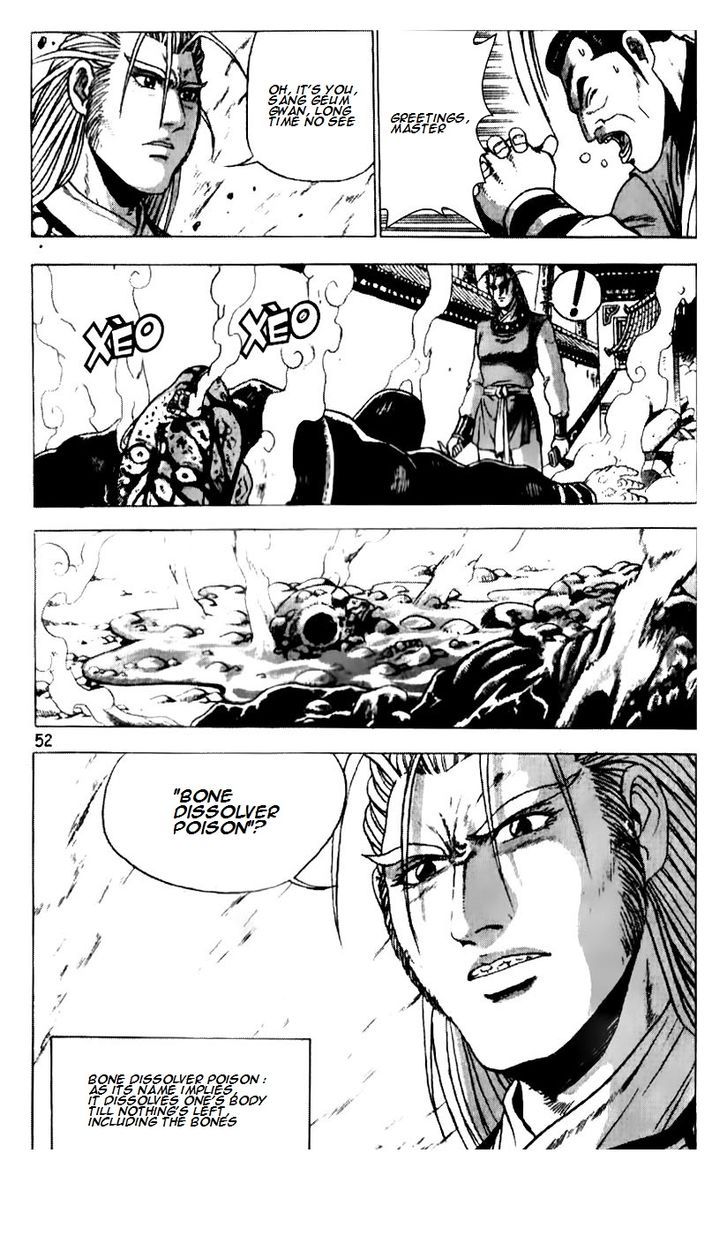 OH, IT'S YOU,
SANG GEUM
GWAN, LONG
TIME NO SEE
GREETINGS,
MASTER
XÈO
XÈO
!
52
"BONE
DISSOLVER
POISON"?
BONE DISSOLVER POISON :
AS ITS NAME IMPLIES,
IT DISSOLVES ONE'S BODY
TILL NOTHING'S LEFT,
INCLUDING THE BONES